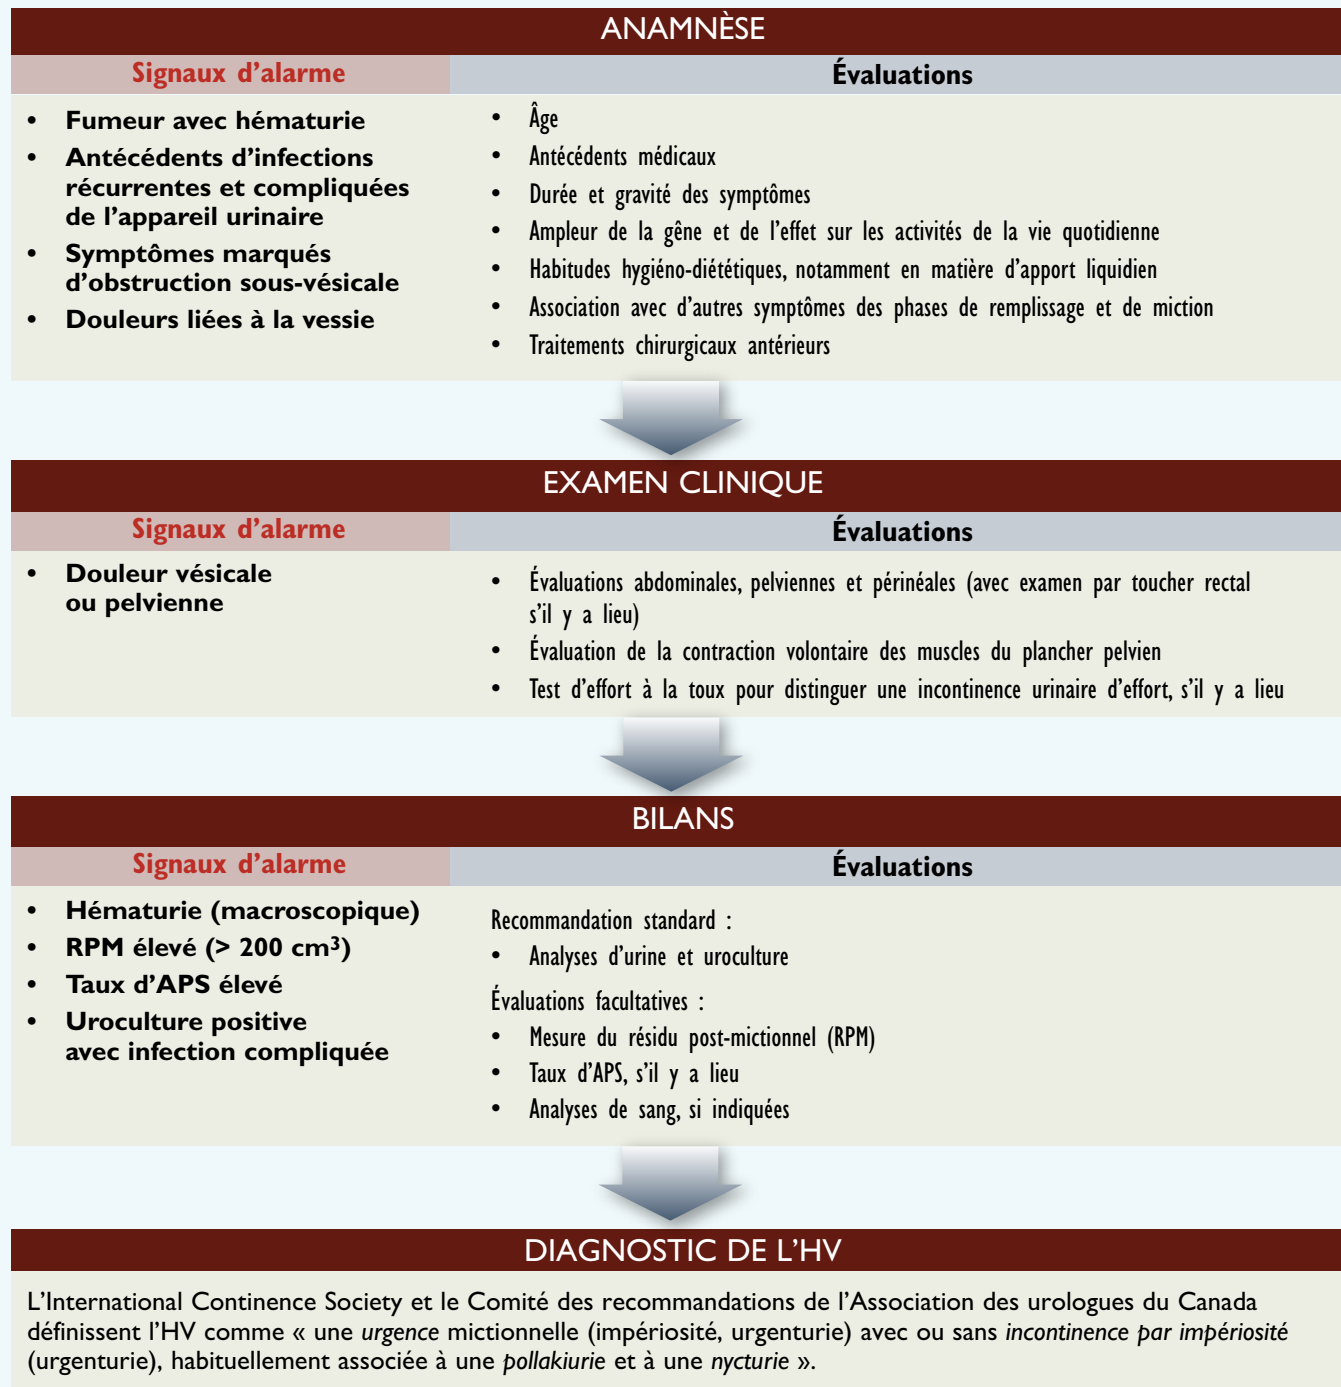 ANAMNÈSE
Signaux d’alarme
Évaluations
• Fumeur avec hématurie
• Antécédents d’infections
récurrentes et compliquées
de l’appareil urinaire
• Symptômes marqués
d’obstruction sous-vésicale
• Douleurs liées à la vessie
• Âge
• Antécédents médicaux
• Durée et gravité des symptômes
• Ampleur de la gêne et de l’effet sur les activités de la vie quotidienne
• Habitudes hygiéno-diététiques, notamment en matière d’apport liquidien
• Association avec d’autres symptômes des phases de remplissage et de miction
• Traitements chirurgicaux antérieurs
EXAMEN CLINIQUE
Signaux d’alarme
Évaluations
• Douleur vésicale
ou pelvienne
• Évaluations abdominales, pelviennes et périnéales (avec examen par toucher rectal
s’il y a lieu)
• Évaluation de la contraction volontaire des muscles du plancher pelvien
• Test d’effort à la toux pour distinguer une incontinence urinaire d’effort, s’il y a lieu
BILANS
Signaux d’alarme
Évaluations
• Hématurie (macroscopique)
• RPM élevé (> 200 cm³)
• Taux d’APS élevé
• Uroculture positive
avec infection compliquée
Recommandation standard :
• Analyses d’urine et uroculture
Évaluations facultatives :
• Mesure du résidu post-mictionnel (RPM)
• Taux d’APS, s’il y a lieu
• Analyses de sang, si indiquées
DIAGNOSTIC DE L’HV
L’International Continence Society et le Comité des recommandations de l’Association des urologues du Canada
définissent l’HV comme « une urgence mictionnelle (impériosité, urgenturie) avec ou sans incontinence par impériosité
(urgenturie), habituellement associée à une pollakiurie et à une nycturie ».